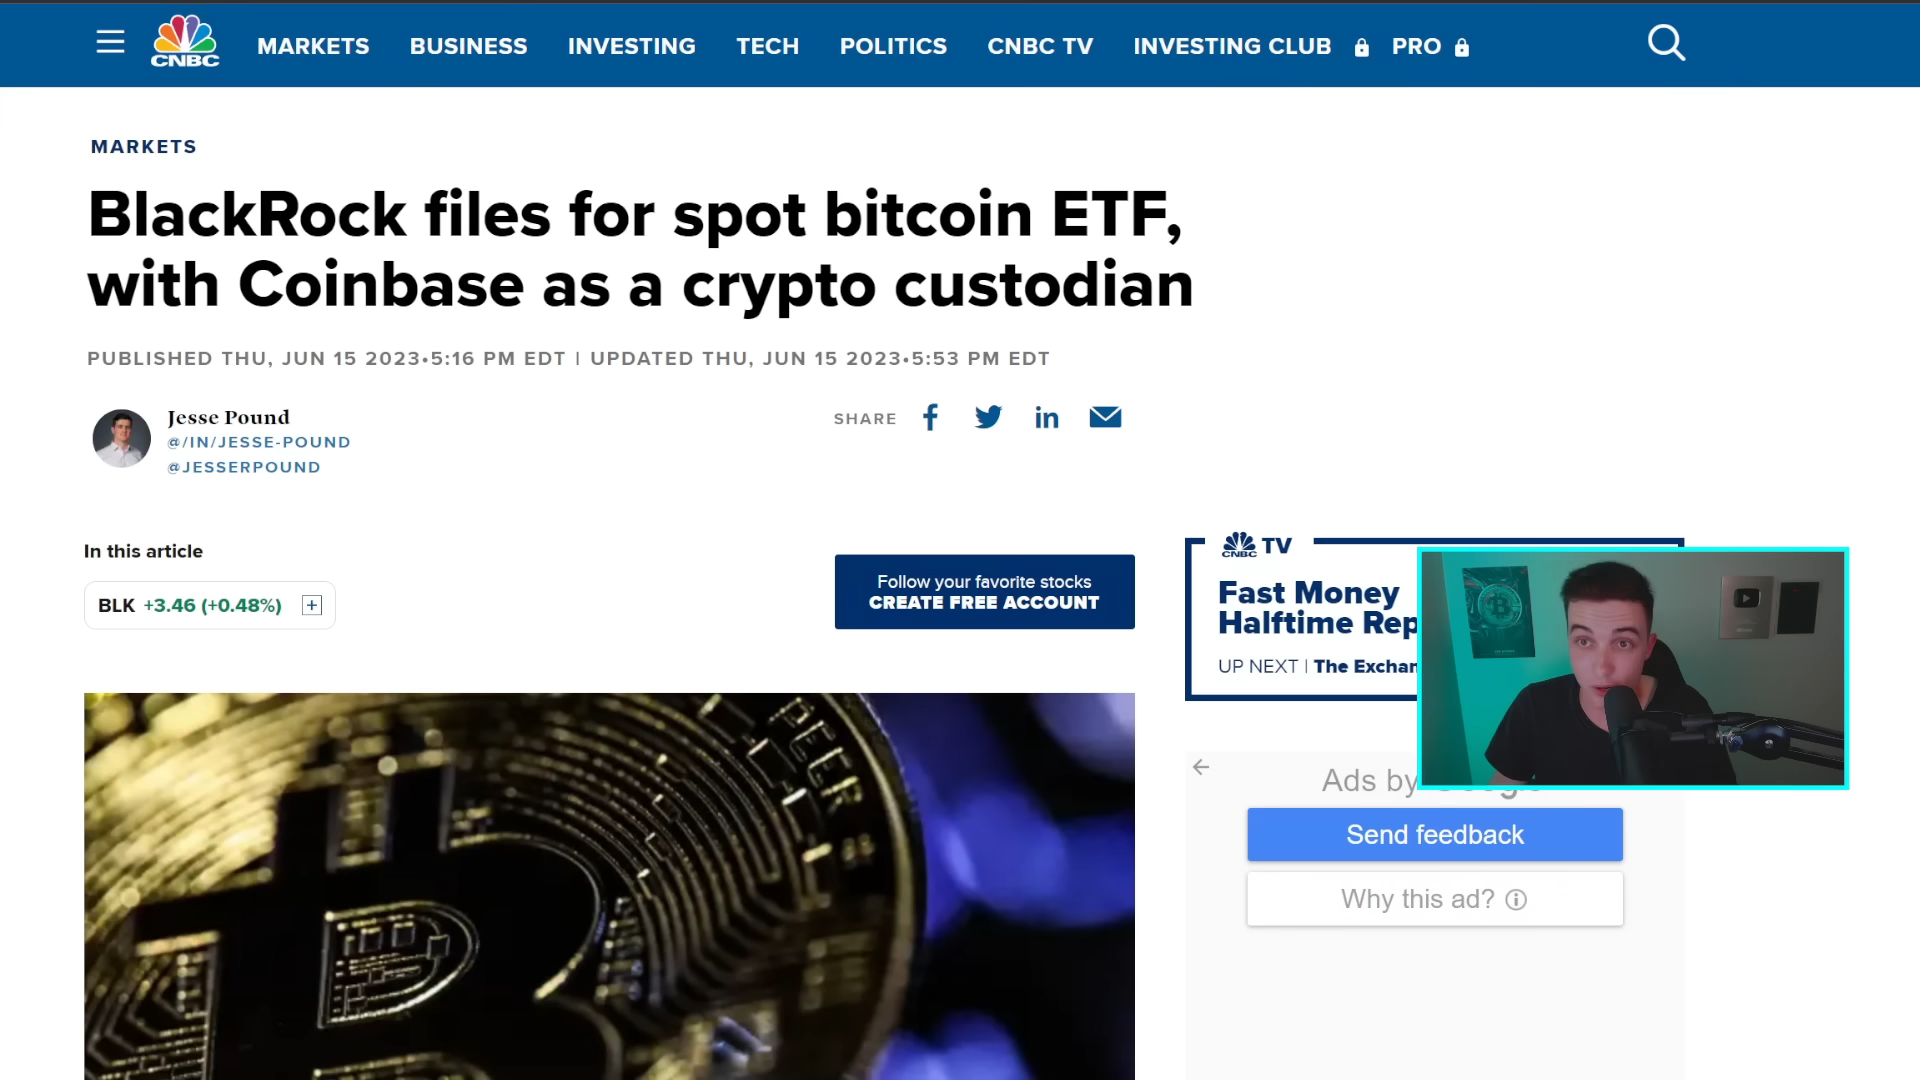 CNBC
MARKETS
BUSINESS
INVESTING
TECH
POLITICS
CNBC TV
INVESTING CLUB
PRO
MARKETS
BlackRock files for spot bitcoin ETF,
with Coinbase as a crypto custodian
PUBLISHED THU, JUN 15 2023•5:16 PM EDT | UPDATED THU, JUN 15 2023•5:53 PM EDT
Jesse Pound
@/IN/JESSE-POUND
@JESSERPOUND
SHARE
In this article
BLK +3.46 (+0.48%)
Follow your favorite stocks
CREATE FREE ACCOUNT
CNBC TV
Fast Money
Halftime Rep
UP NEXT | The Exchan
Ads by
Send feedback
Why this ad?